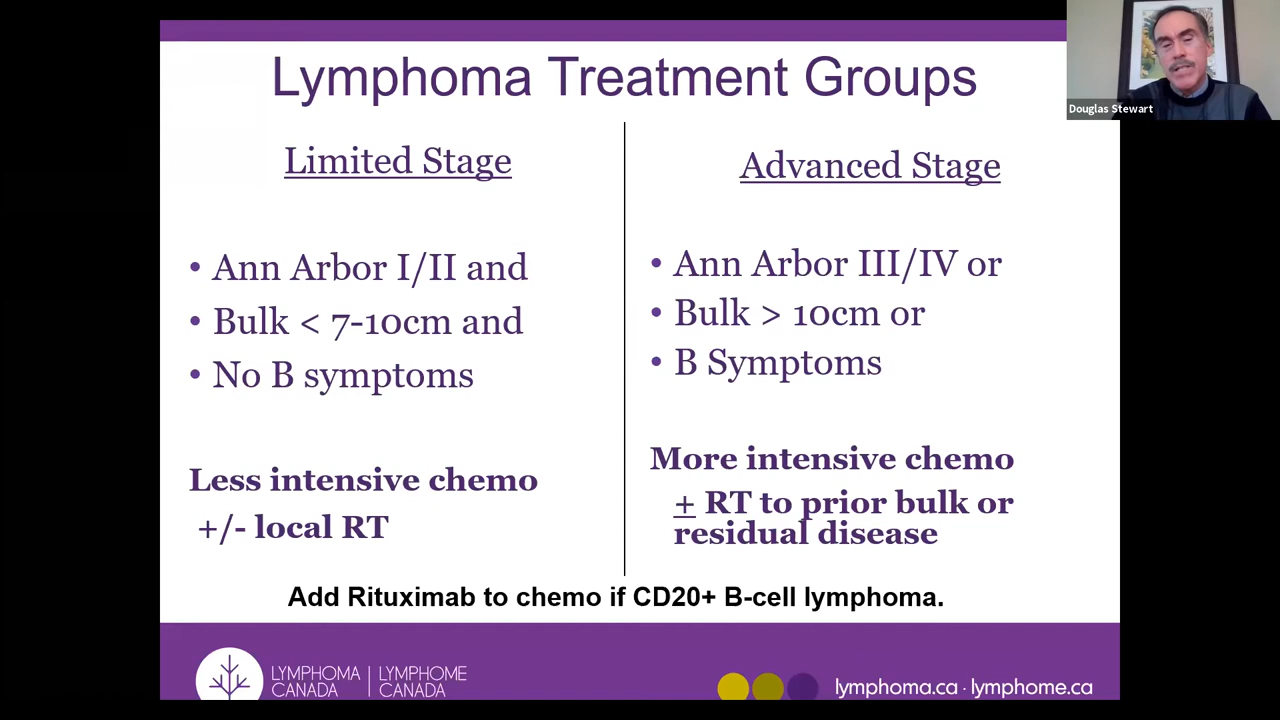 Lymphoma Treatment Groups
Douglas Stewart
Limited Stage
• Ann Arbor I/II and
• Bulk < 7-10cm and
• No B symptoms
Less intensive chemo
+/- local RT
Advanced Stage
• Ann Arbor III/IV or
• Bulk > 10cm or
• B Symptoms
More intensive chemo
+ RT to prior bulk or
residual disease
Add Rituximab to chemo if CD20+ B-cell lymphoma.
LYMPHOMA | LYMPHOME
CANADA | CANADA
lymphoma.ca · lymphome.ca